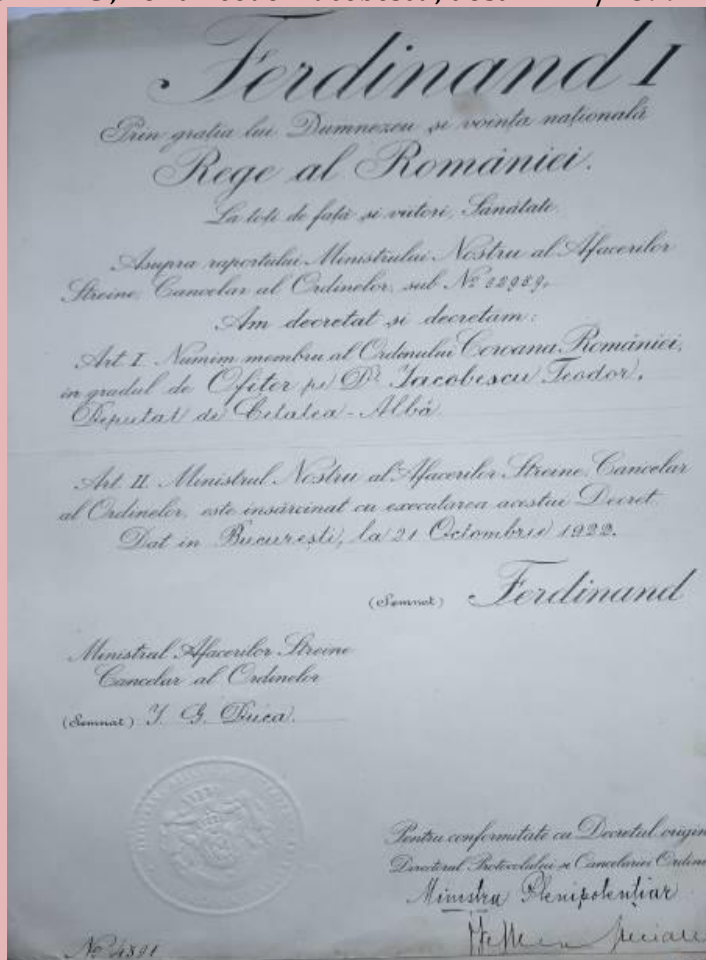 Ferdinand I
Prin grația lui Dumnezeu și voința națională
Rege al României.
La toți de față și viitori, Sănătate.
Asupra raportului Ministrului Nostru al Afacerilor
Streine, Cancelar al Ordinelor, sub No 22989,
Am decretat și decretăm:
Art. I. Numim membru al Ordinului Coroana României,
in gradul de Ofiter pe Dl Iacobescu Teodor,
Deputat de Cetatea-Albă
Art. II. Ministrul Nostru al Afacerilor Streine, Cancelar
al Ordinelor, este insărcinat cu executarea acestui Decret.
Dat in București, la 21 Octombrie 1922.
(Semnat) Ferdinand
Ministrul Afacerilor Streine
Cancelar al Ordinelor
(Semnat) I. G. Duca.
Pentru conformitate cu Decretul origin
Directorul Protocolului și Cancelariei Ordine
Ministru Plenipotențiar
No 4891